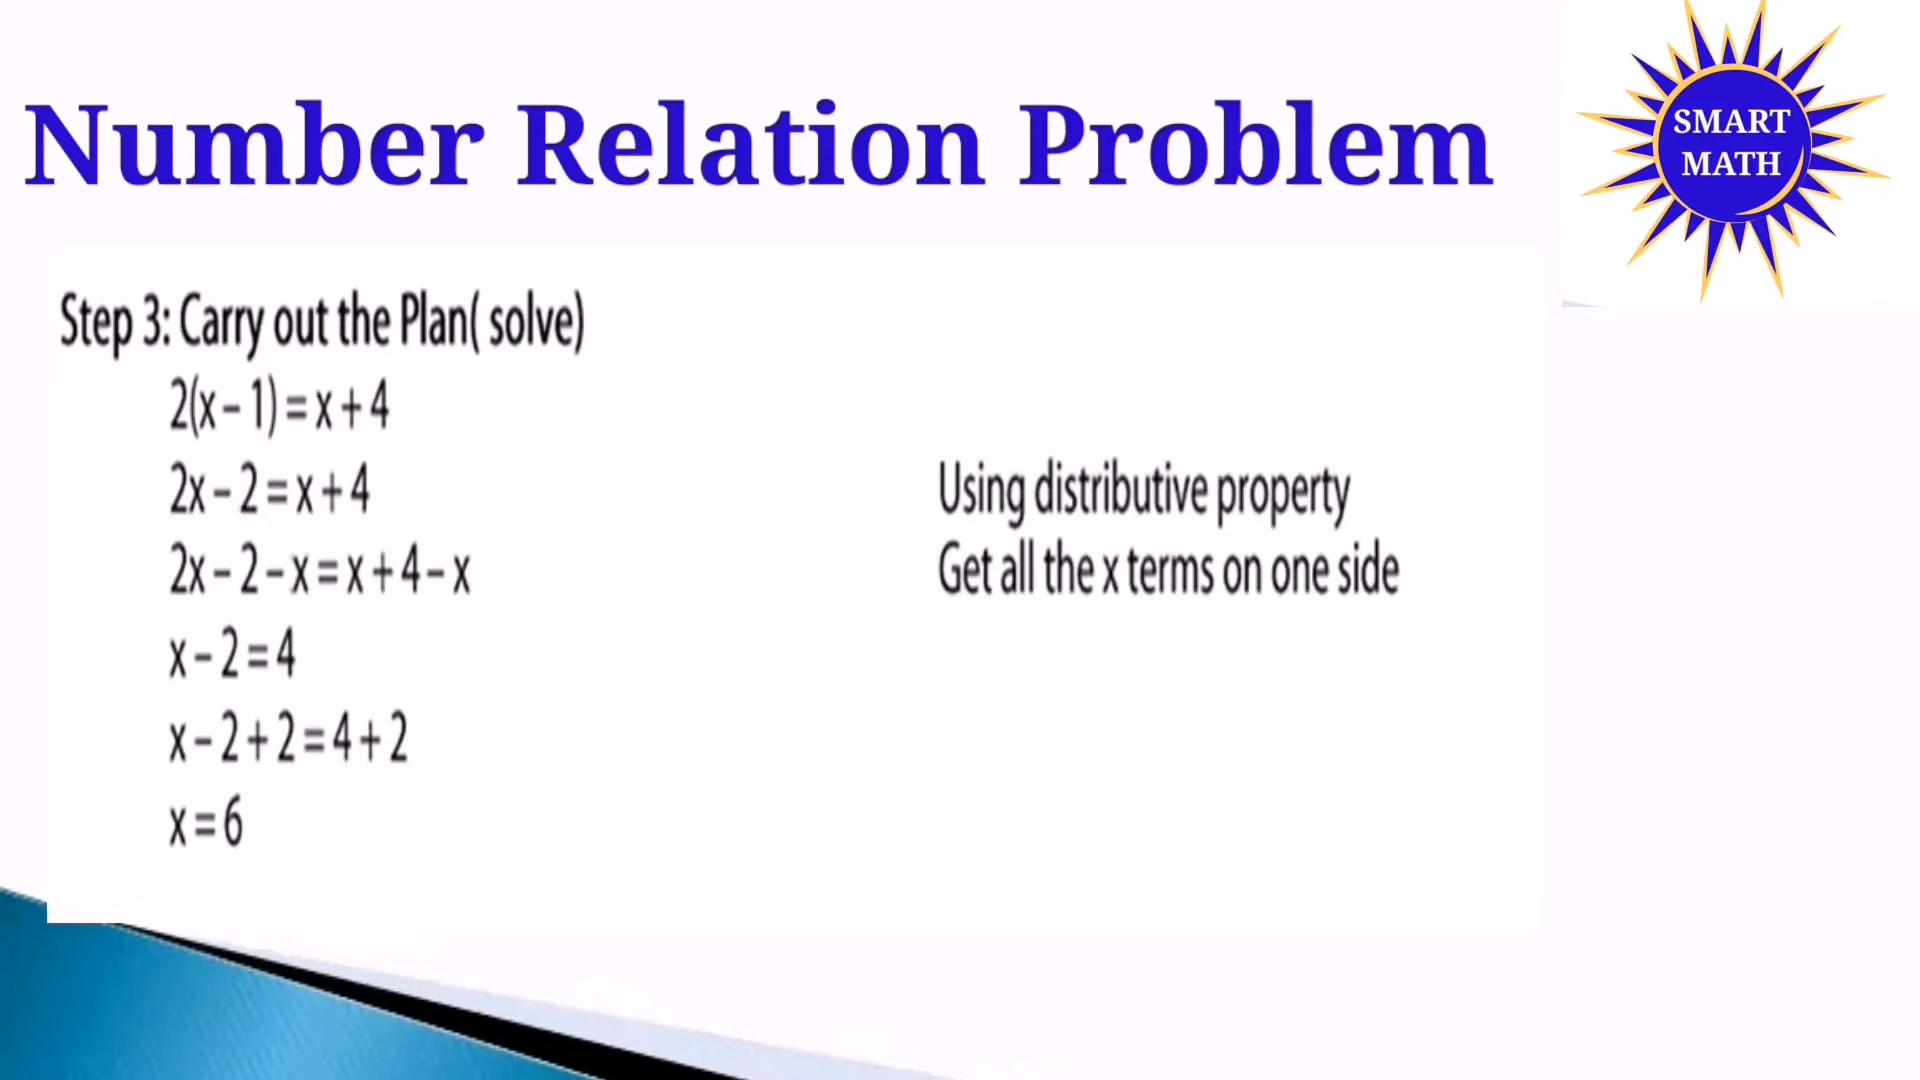 Number Relation Problem
SMART
MATH
Step 3: Carry out the Plan( solve)
2(x – 1) = x + 4
2x – 2 = x + 4 Using distributive property
2x – 2 – x = x + 4 – x Get all the x terms on one side
x – 2 = 4
x – 2 + 2 = 4 + 2
x = 6